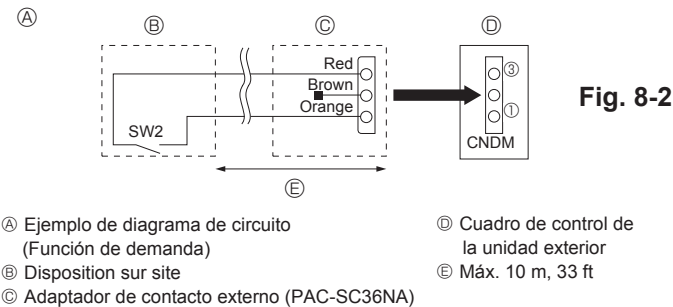 Ⓐ
Ⓑ
Ⓒ
Ⓓ
Red
Brown
Orange
SW2
③
①
CNDM
Fig. 8-2
Ⓔ
Ⓐ Ejemplo de diagrama de circuito
(Función de demanda)
Ⓑ Disposition sur site
Ⓒ Adaptador de contacto externo (PAC-SC36NA)
Ⓓ Cuadro de control de
la unidad exterior
Ⓔ Máx. 10 m, 33 ft